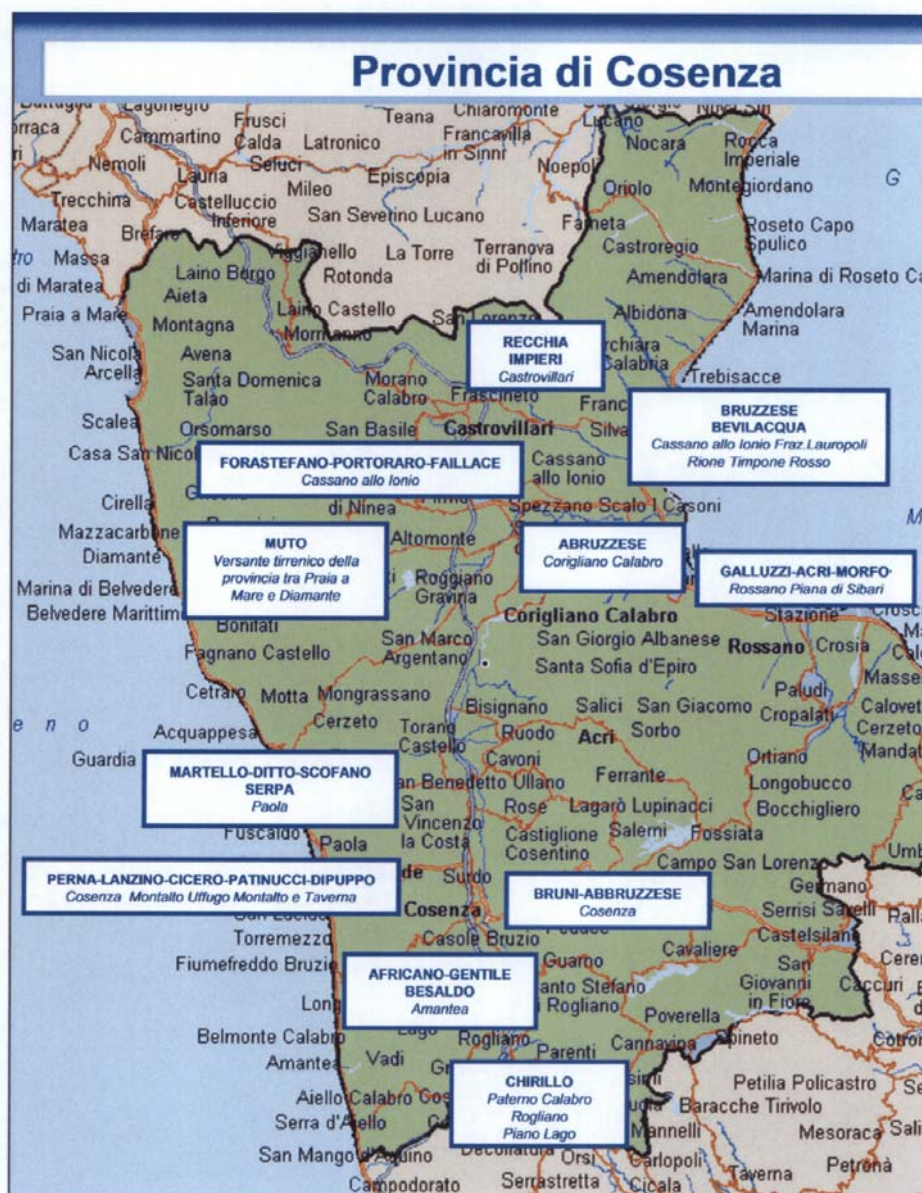 Provincia di Cosenza
Lagonegro
Frusci
Calda
Teana
Chiaromonte
Lucano
Cammartino
Latronico
Francavilla
in Sinni
Nocara
Rocca
Imperiale
Nemoli
Lauria
Seluci
Episcopia
Noepoli
Mileo
Oriolo
Montegiordano
G
Trecchina
Castelluccio
Inferiore
San Severino Lucano
Farneta
Maratea
Roseto Capo
Spulico
Massa
di Maratea
Viggianello
La Torre
Terranova
di Pollino
Castroregio
Laino Borgo
Rotonda
Amendolara
Marina di Roseto Ca
Aieta
Praia a Mare
Laino Castello
San Lorenzo
Albidona
Amendolara
Marina
Montagna
Mormanno
RECCHIA
IMPIERI
Castrovillari
San Nicola
Arcella
Avena
Trebisacce
Santa Domenica
Talao
Morano
Calabro
Frascineto
BRUZZESE
BEVILACQUA
Cassano allo Ionio Fraz.Lauropoli
Rione Timpone Rosso
Scalea
Orsomarso
San Basile
Castrovillari
Casa San Nicol
FORASTEFANO-PORTORARO-FAILLACE
Cassano allo Ionio
Cassano
allo Ionio
Cirella
di Ninea
Spezzano Scalo I Casoni
Mazzacarbone
MUTO
Versante tirrenico della
provincia tra Praia a
Mare e Diamante
Altomonte
ABRUZZESE
Corigliano Calabro
M
Diamante
GALLUZZI-ACRI-MORFO
Rossano Piana di Sibari
Marina di Belvedere
Roggiano
Gravina
Belvedere Marittim
Corigliano Calabro
Stazione
Bonifati
San Marco
Argentano
San Giorgio Albanese
Rossano
Crosia
Fagnano Castello
Santa Sofia d'Epiro
Cetraro
Motta
Mongrassano
Paludi
Calovet
Bisignano
Salici
San Giacomo
Cropalati
e n o
Cerzeto
Cerzeto
Acquappesa
Torano
Castello
Ruodo
Acri
Sorbo
Mandat
Guardia
Cavoni
Ortiano
MARTELLO-DITTO-SCOFANO
SERPA
Paola
an Benedetto Ullano
Ferrante
Longobucco
San
Vincenzo
la Costa
Rose
Lagarò
Lupinacci
Bocchigliero
Fuscaldo
Castiglione
Cosentino
Salerni
Fossiata
Paola
Umb
Campo San Lorenz
PERNA-LANZINO-CICERO-PATINUCCI-DIPUPPO
Cosenza Montalto Uffugo Montalto e Taverna
de
BRUNI-ABBRUZZESE
Cosenza
Germano
Cosenza
Serrisi
Sarelli
Torremezzo
Casole Bruzio
Castelsilano
Fiumefreddo Bruzio
Cavaliere
AFRICANO-GENTILE
BESALDO
Amantea
Guarno
San
Giovanni
in Fiore
Caccuri
anto Stefano
i Rogliano
Poverella
Belmonte Calabro
Rogliano
Cannavina
Amantea
Vadi
Parenti
CHIRILLO
Paterno Calabro
Rogliano
Piano Lago
Petilia Policastro
Aiello Calabro
Baracche Tirivolo
Serra d'Aiello
Mannelli
Mesoraca
San Mango d'Aquino
Orsi
Carlopoli
Petronà
Taverna
Campodorato
Serrastretta
Cicala